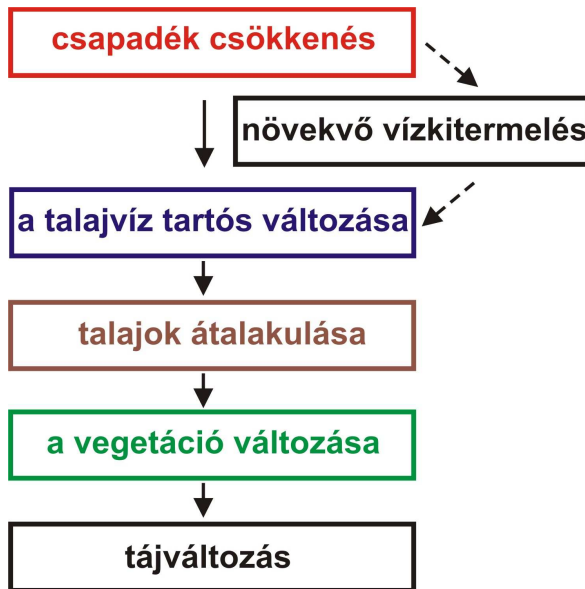 csapadék csökkenés
növekvő vízkitermelés
a talajvíz tartós változása
talajok átalakulása
a vegetáció változása
tájváltozás